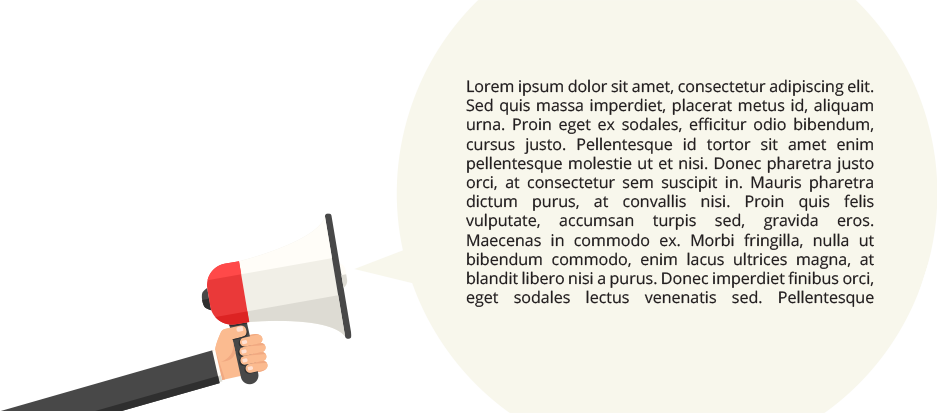 Lorem ipsum dolor sit amet, consectetur adipiscing elit.
Sed quis massa imperdiet, placerat metus id, aliquam
urna. Proin eget ex sodales, efficitur odio bibendum,
cursus justo. Pellentesque id tortor sit amet enim
pellentesque molestie ut et nisi. Donec pharetra justo
orci, at consectetur sem suscipit in. Mauris pharetra
dictum purus, at convallis nisi. Proin quis felis
vulputate, accumsan turpis sed, gravida eros.
Maecenas in commodo ex. Morbi fringilla, nulla ut
bibendum commodo, enim lacus ultrices magna, at
blandit libero nisi a purus. Donec imperdiet finibus orci,
eget sodales lectus venenatis sed. Pellentesque